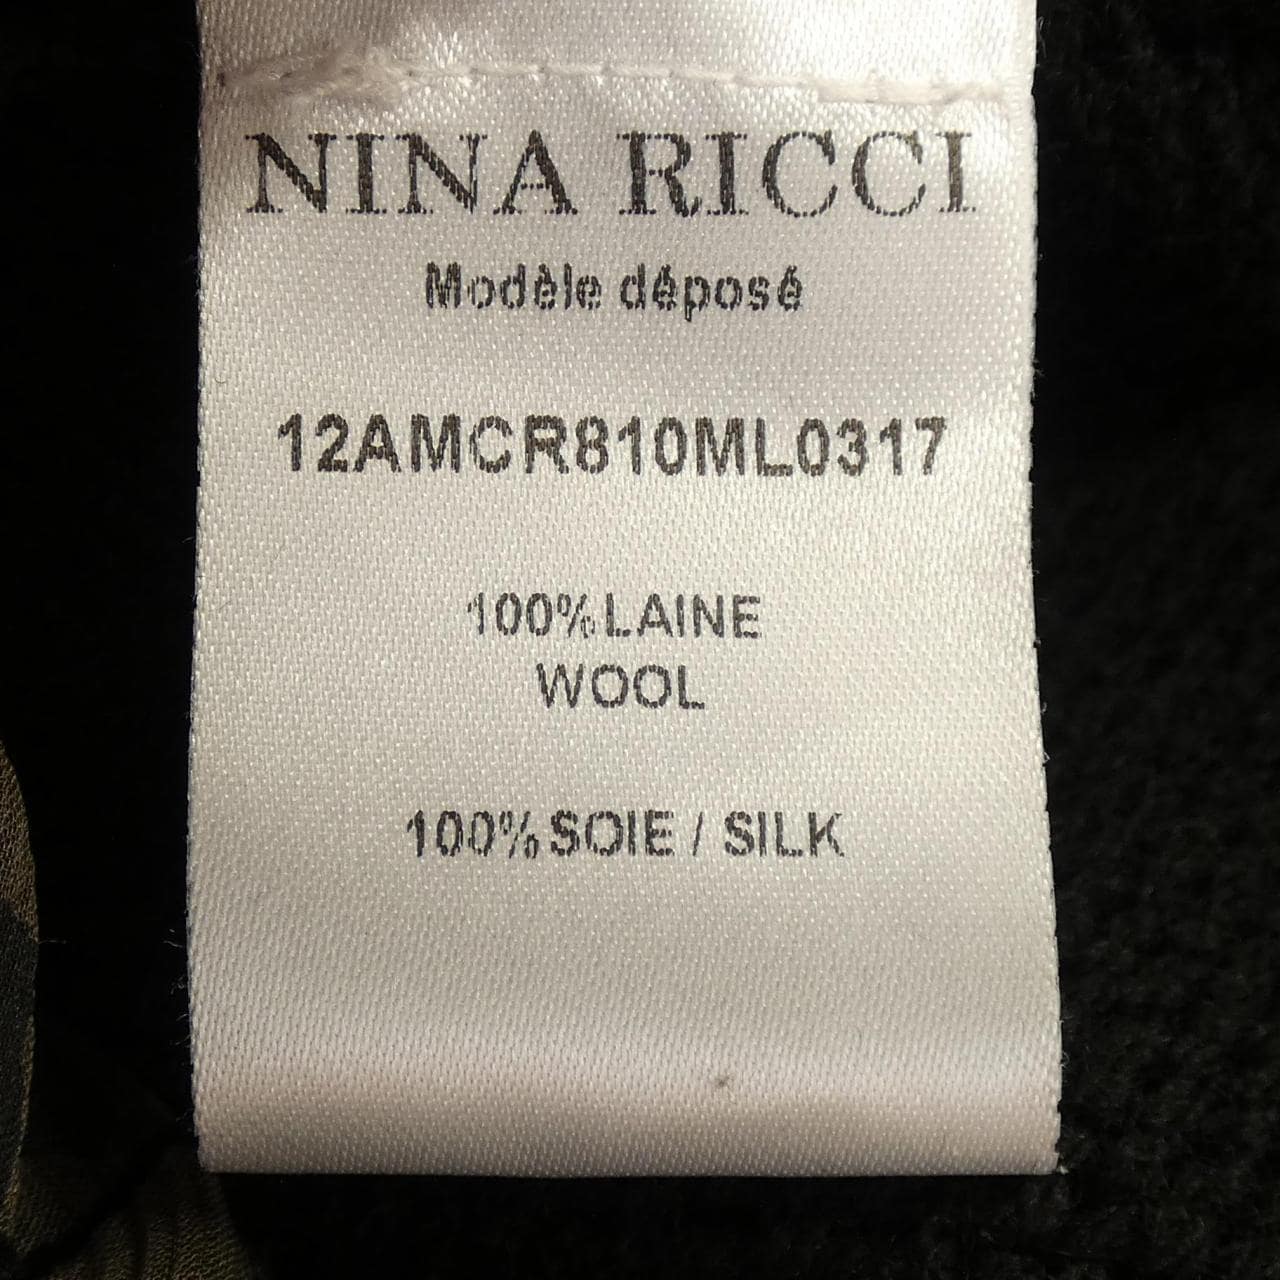 NINA RICCI
Modèle déposé
12AMCR810ML0317
100% LAINE
WOOL
100% SOIE / SILK